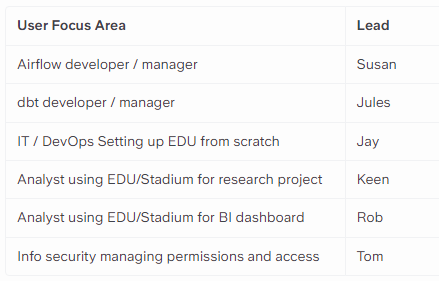 User Focus Area Lead
Airflow developer / manager Susan
dbt developer / manager Jules
IT / DevOps Setting up EDU from scratch Jay
Analyst using EDU/Stadium for research project Keen
Analyst using EDU/Stadium for BI dashboard Rob
Info security managing permissions and access Tom